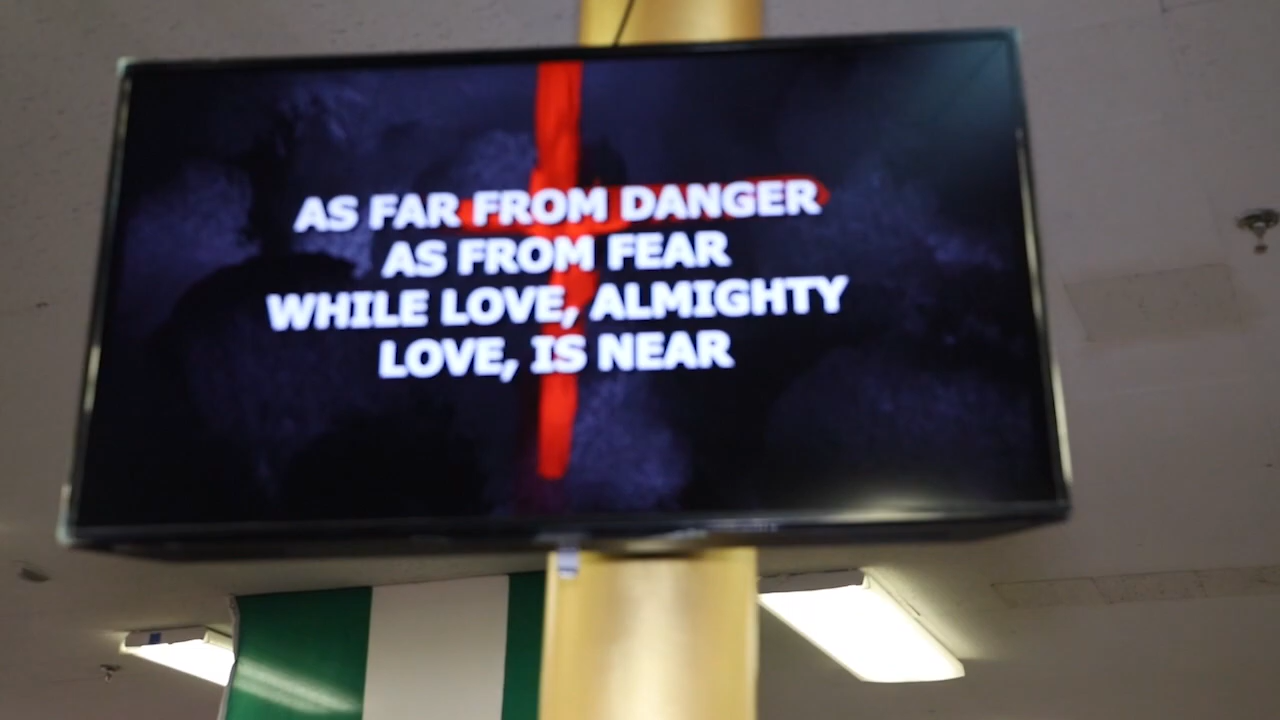 AS FAR FROM DANGER
AS FROM FEAR
WHILE LOVE, ALMIGHTY
LOVE, IS NEAR